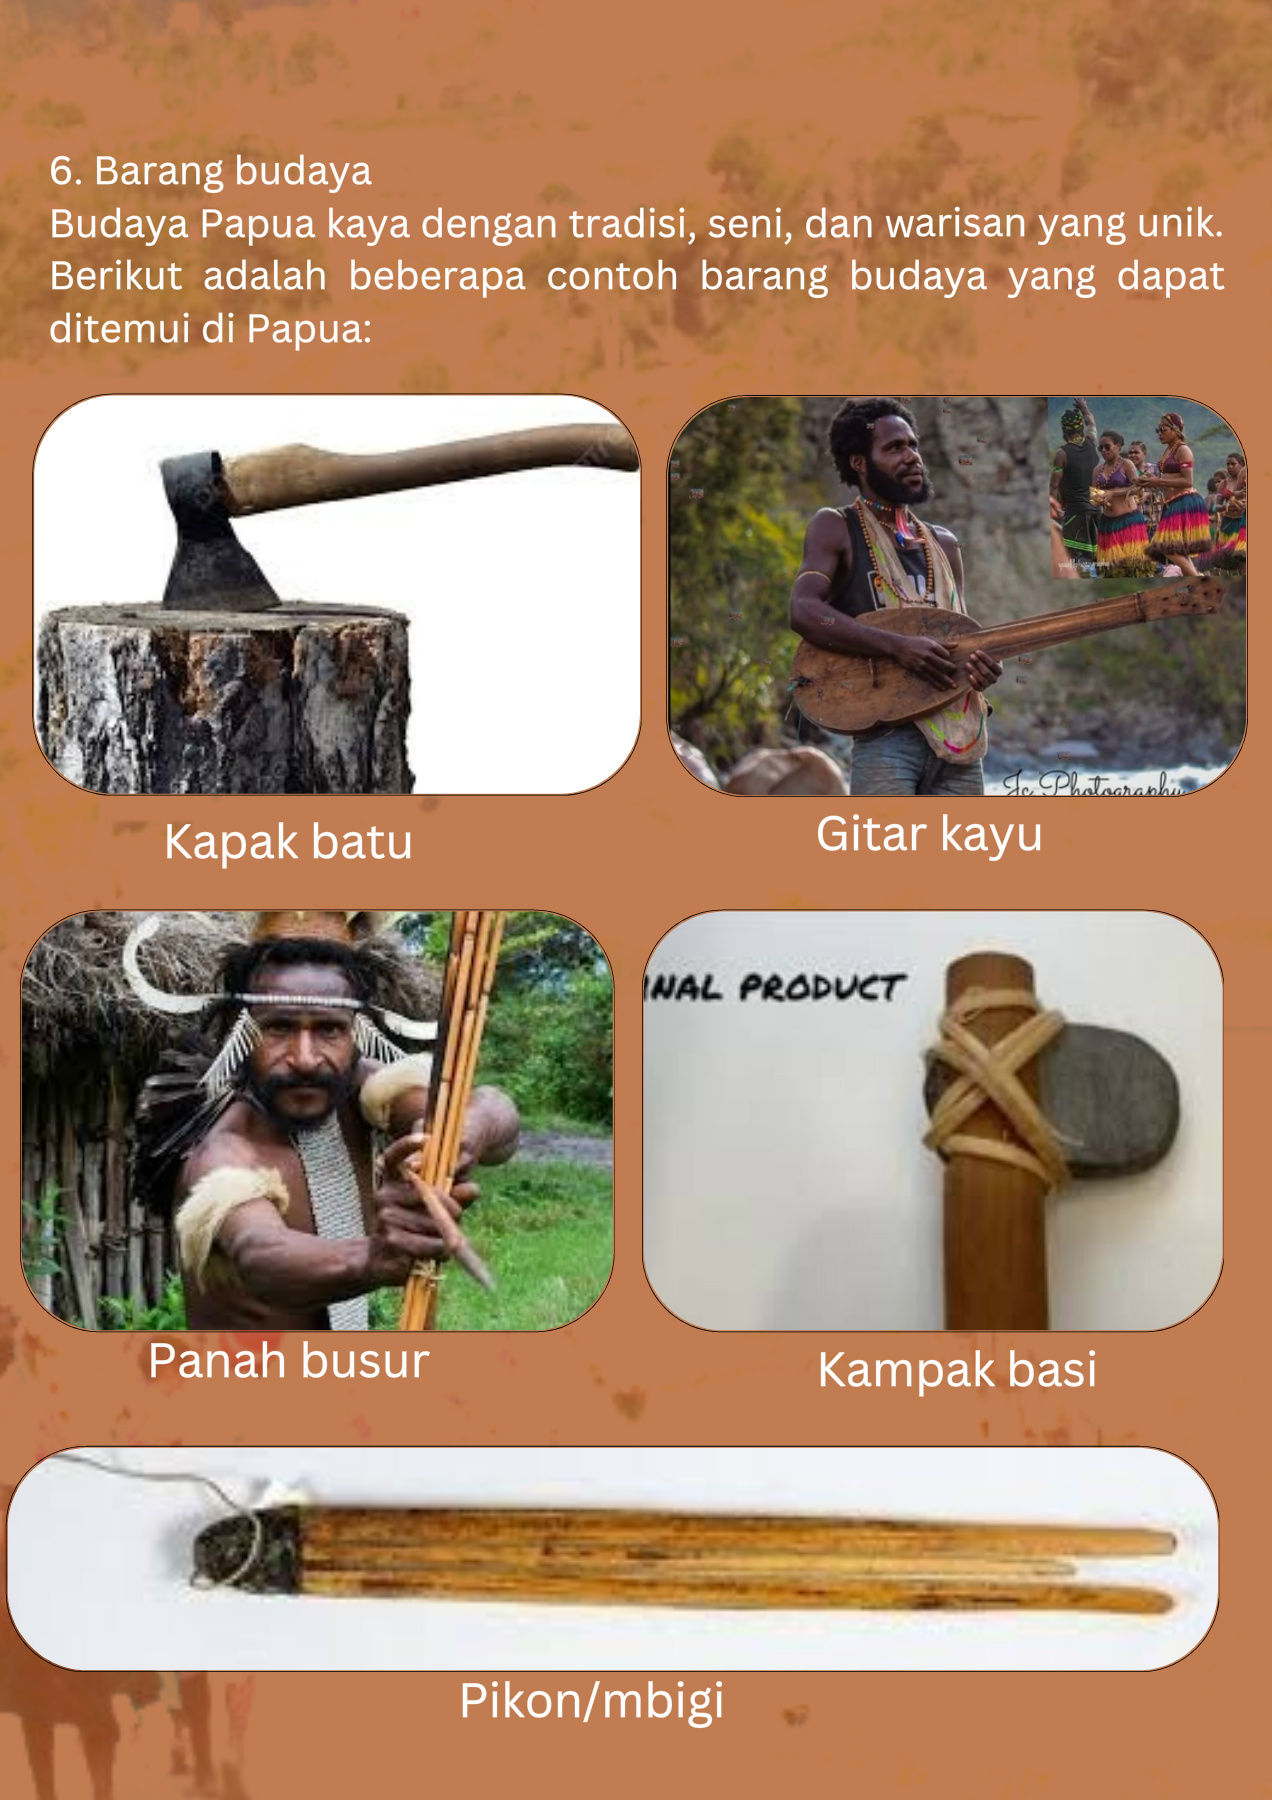 6. Barang budaya
Budaya Papua kaya dengan tradisi, seni, dan warisan yang unik.
Berikut adalah beberapa contoh barang budaya yang dapat
ditemui di Papua:
Jc Photography
Kapak batu
Gitar kayu
INAL PRODUCT
Panah busur
Kampak basi
Pikon/mbigi